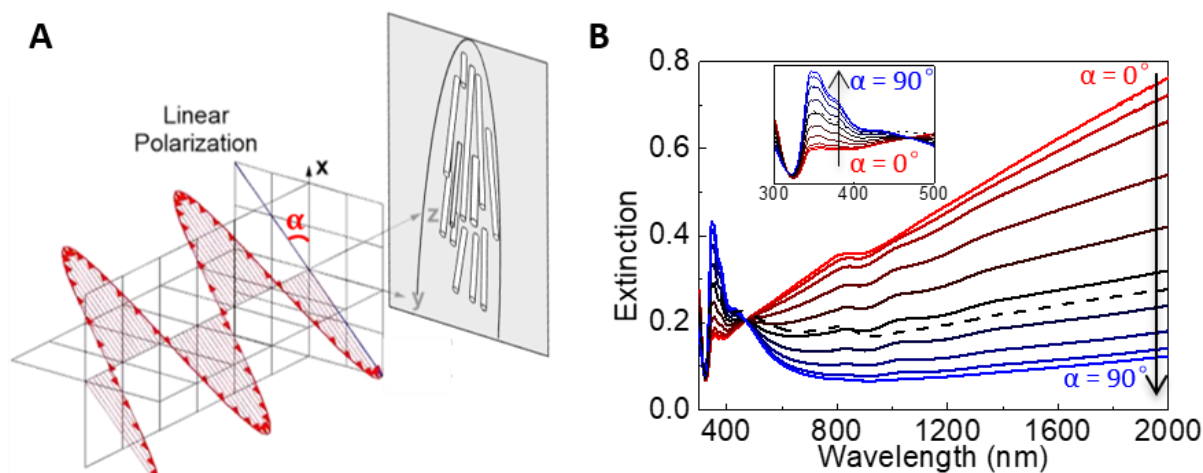 A
Linear
Polarization
x
α
z
y
B
Extinction
0.8
0.6
0.4
0.2
0.0
α = 0°
α = 90°
α = 90°
α = 0°
300
400
500
400
800
1200
1600
2000
Wavelength (nm)